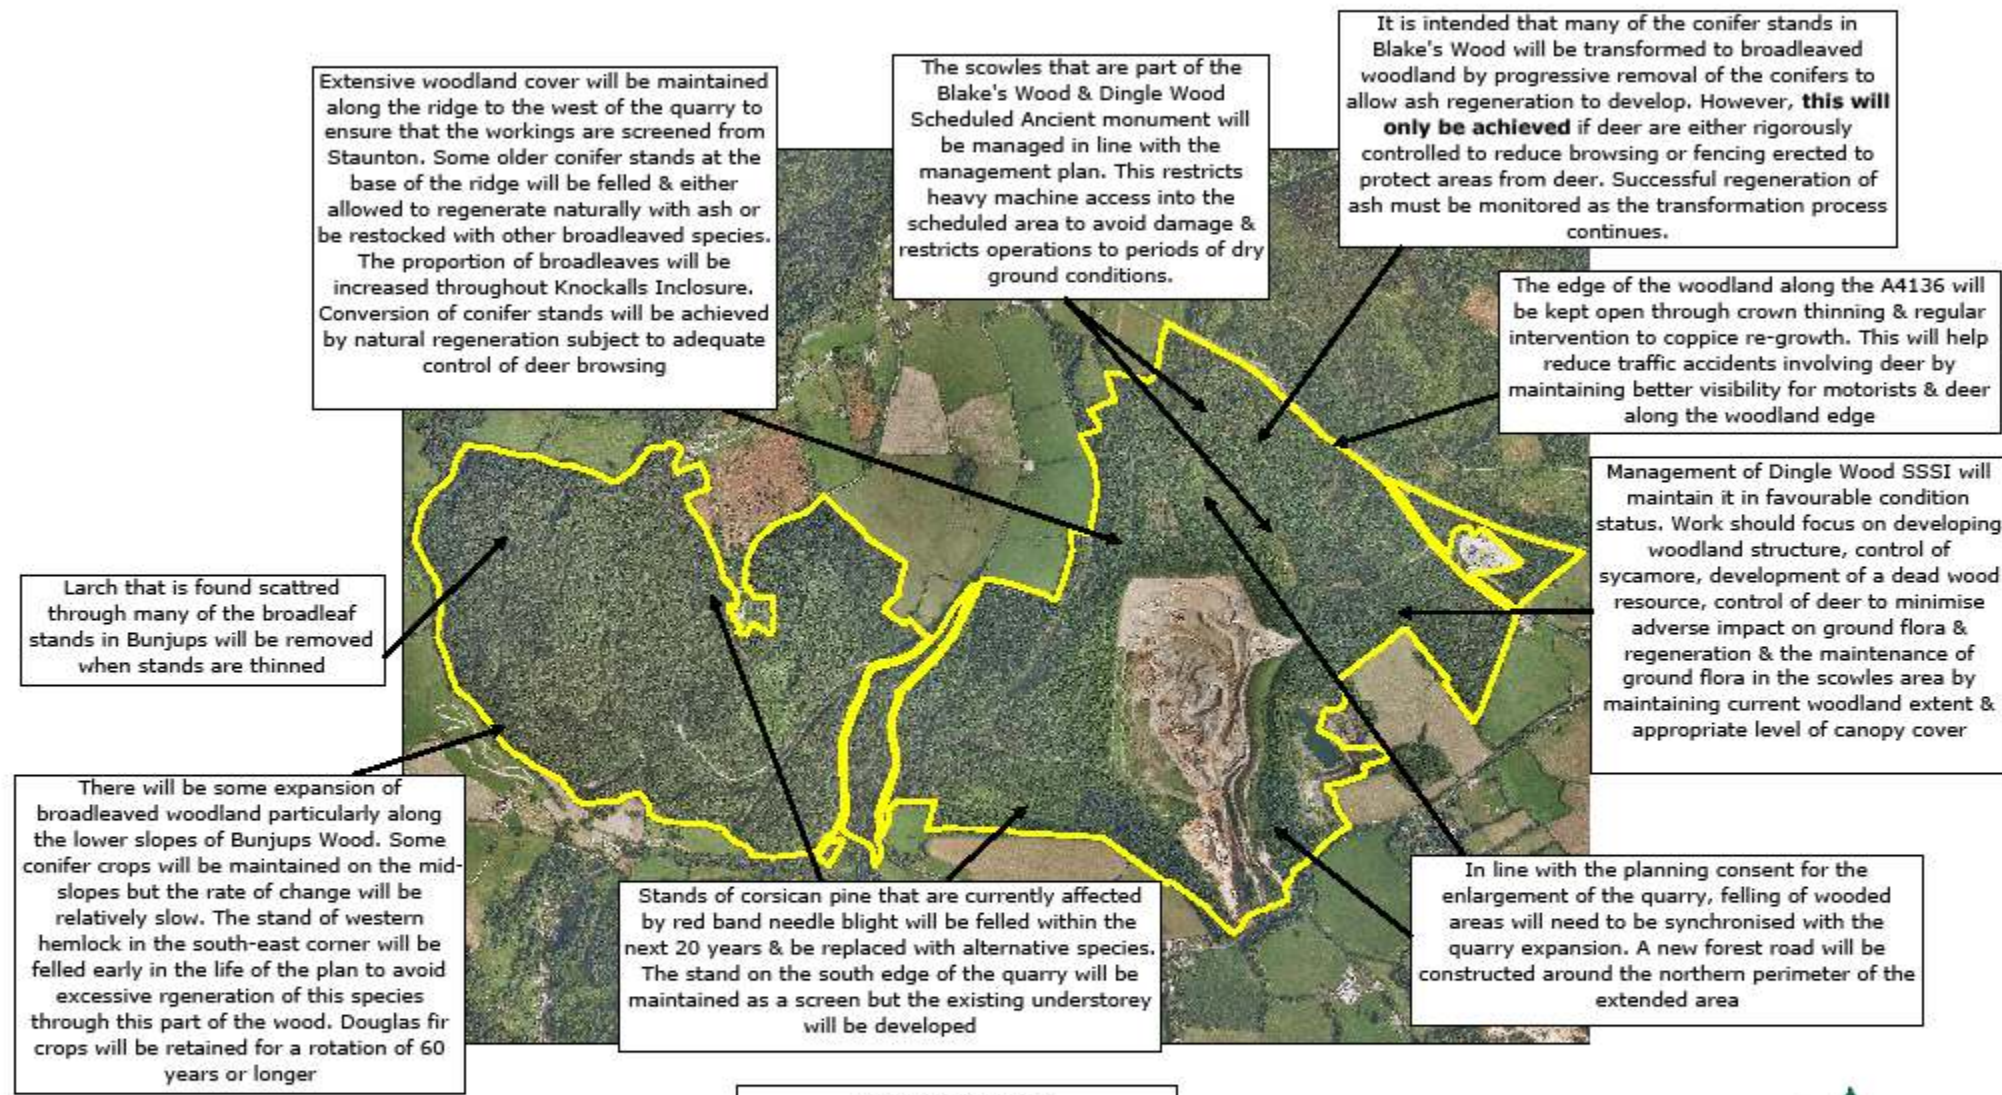 Extensive woodland cover will be maintained
along the ridge to the west of the quarry to
ensure that the workings are screened from
Staunton. Some older conifer stands at the
base of the ridge will be felled & either
allowed to regenerate naturally with ash or
be restocked with other broadleaved species.
The proportion of broadleaves will be
increased throughout Knockalls Inclosure.
Conversion of conifer stands will be achieved
by natural regeneration subject to adequate
control of deer browsing
The scowles that are part of the
Blake's Wood & Dingle Wood
Scheduled Ancient monument will
be managed in line with the
management plan. This restricts
heavy machine access into the
scheduled area to avoid damage &
restricts operations to periods of dry
ground conditions.
It is intended that many of the conifer stands in
Blake's Wood will be transformed to broadleaved
woodland by progressive removal of the conifers to
allow ash regeneration to develop. However, this will
only be achieved if deer are either rigorously
controlled to reduce browsing or fencing erected to
protect areas from deer. Successful regeneration of
ash must be monitored as the transformation process
continues.
The edge of the woodland along the A4136 will
be kept open through crown thinning & regular
intervention to coppice re-growth. This will help
reduce traffic accidents involving deer by
maintaining better visibility for motorists & deer
along the woodland edge
Management of Dingle Wood SSSI will
maintain it in favourable condition
status. Work should focus on developing
woodland structure, control of
sycamore, development of a dead wood
resource, control of deer to minimise
adverse impact on ground flora &
regeneration & the maintenance of
ground flora in the scowles area by
maintaining current woodland extent &
appropriate level of canopy cover
Larch that is found scattred
through many of the broadleaf
stands in Bunjups will be removed
when stands are thinned
There will be some expansion of
broadleaved woodland particularly along
the lower slopes of Bunjups Wood. Some
conifer crops will be maintained on the mid-
slopes but the rate of change will be
relatively slow. The stand of western
hemlock in the south-east corner will be
felled early in the life of the plan to avoid
excessive rgeneration of this species
through this part of the wood. Douglas fir
crops will be retained for a rotation of 60
years or longer
Stands of corsican pine that are currently affected
by red band needle blight will be felled within the
next 20 years & be replaced with alternative species.
The stand on the south edge of the quarry will be
maintained as a screen but the existing understorey
will be developed
In line with the planning consent for the
enlargement of the quarry, felling of wooded
areas will need to be synchronised with the
quarry expansion. A new forest road will be
constructed around the northern perimeter of the
extended area